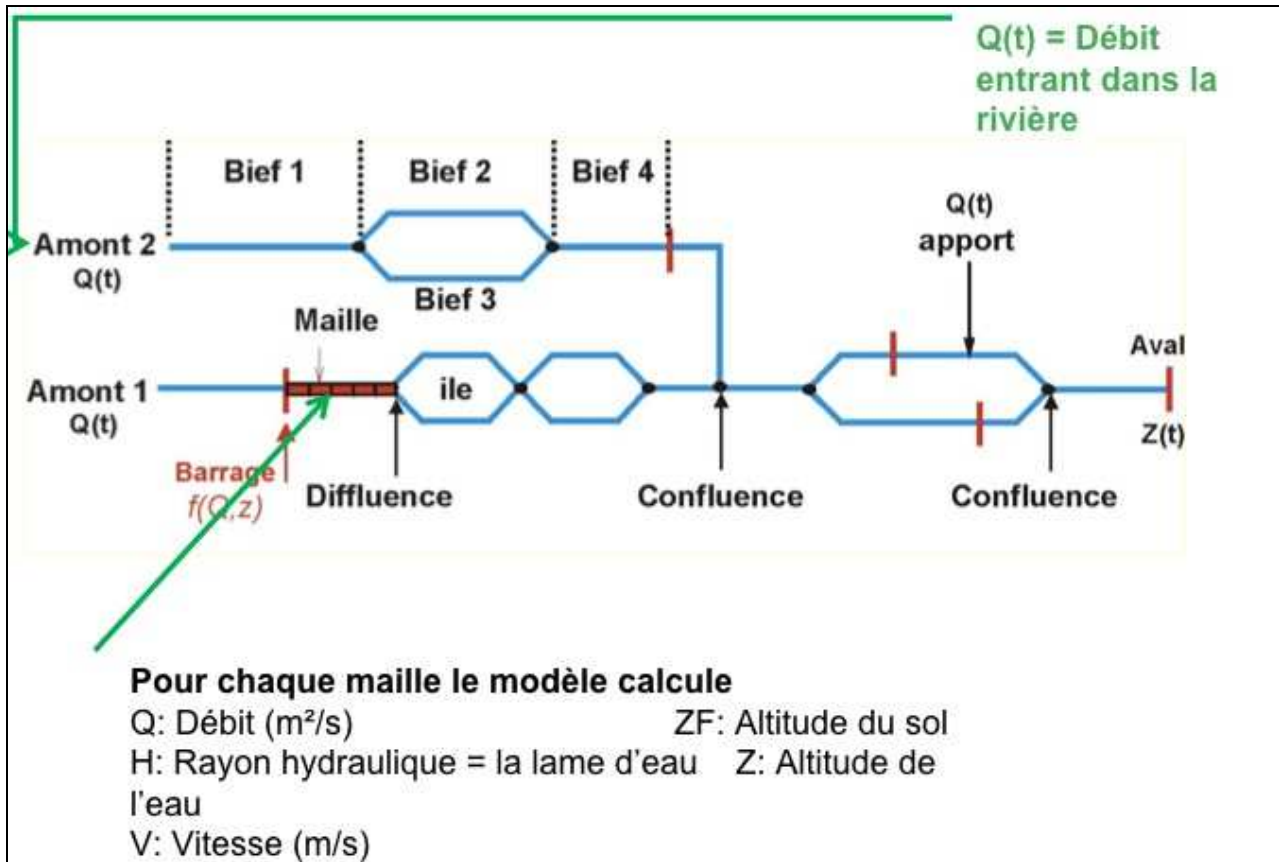 Q(t) = Débit
entrant dans la
rivière
Bief 1
Bief 2
Bief 4
Q(t)
apport
Amont 2
Q(t)
Bief 3
Maille
Aval
Amont 1
Q(t)
ile
Z(t)
Barrage
f(Q,z)
Diffluence
Confluence
Confluence
Pour chaque maille le modèle calcule
Q: Débit (m²/s) ZF: Altitude du sol
H: Rayon hydraulique = la lame d'eau Z: Altitude de
l'eau
V: Vitesse (m/s)